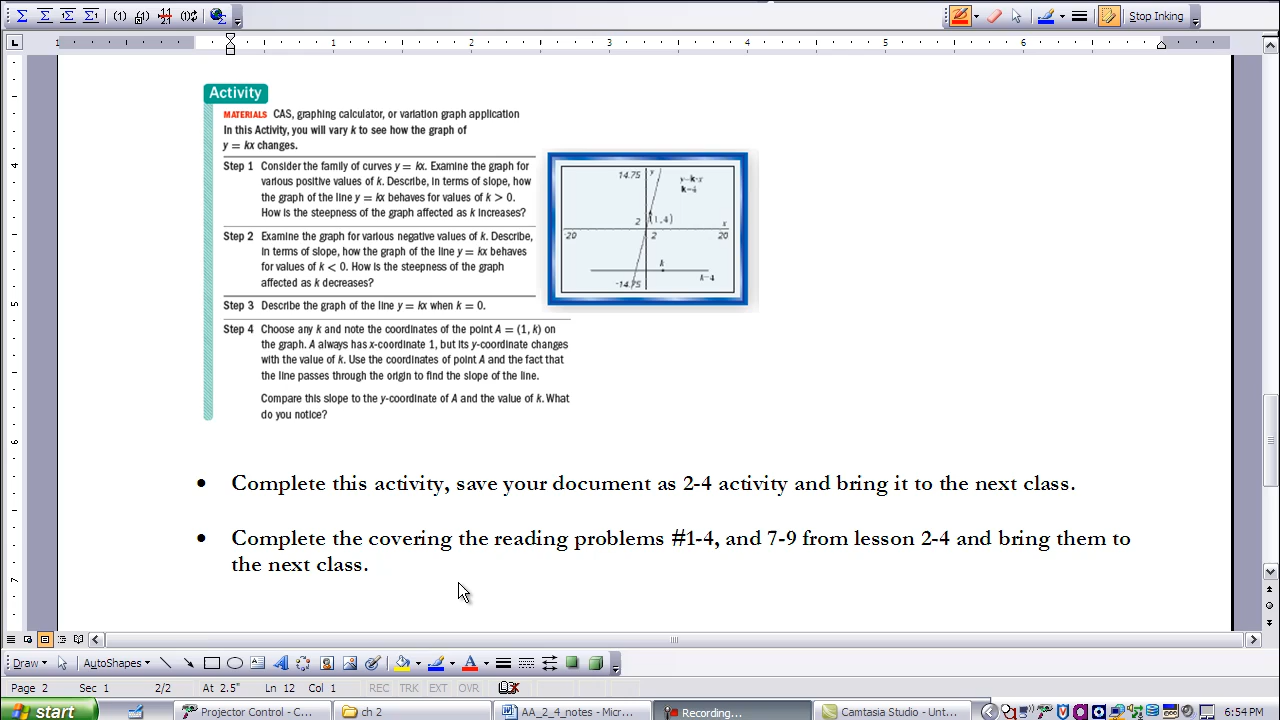 Stop Inking
1 1 2 3 4 5 6
Activity
MATERIALS CAS, graphing calculator, or variation graph application
In this Activity, you will vary k to see how the graph of
y = kx changes.
Step 1 Consider the family of curves y = kx. Examine the graph for
various positive values of k. Describe, in terms of slope, how
the graph of the line y = kx behaves for values of k > 0.
How is the steepness of the graph affected as k increases?
Step 2 Examine the graph for various negative values of k. Describe,
in terms of slope, how the graph of the line y = kx behaves
for values of k < 0. How is the steepness of the graph
affected as k decreases?
Step 3 Describe the graph of the line y = kx when k = 0.
Step 4 Choose any k and note the coordinates of the point A = (1, k) on
the graph. A always has x-coordinate 1, but its y-coordinate changes
with the value of k. Use the coordinates of point A and the fact that
the line passes through the origin to find the slope of the line.
Compare this slope to the y-coordinate of A and the value of k. What
do you notice?
14.75 y
y=k·x
k=4
2 (1,4) x
-20 2 20
k
k=4
-14.75
• Complete this activity, save your document as 2-4 activity and bring it to the next class.
• Complete the covering the reading problems #1-4, and 7-9 from lesson 2-4 and bring them to
the next class.
4
5
6
7
Draw AutoShapes
Page 2 Sec 1 2/2 At 2.5" Ln 12 Col 1 REC TRK EXT OVR
start Projector Control - C... ch 2 AA_2_4_notes - Micr... Recording... Camtasia Studio - Unt... 6:54 PM